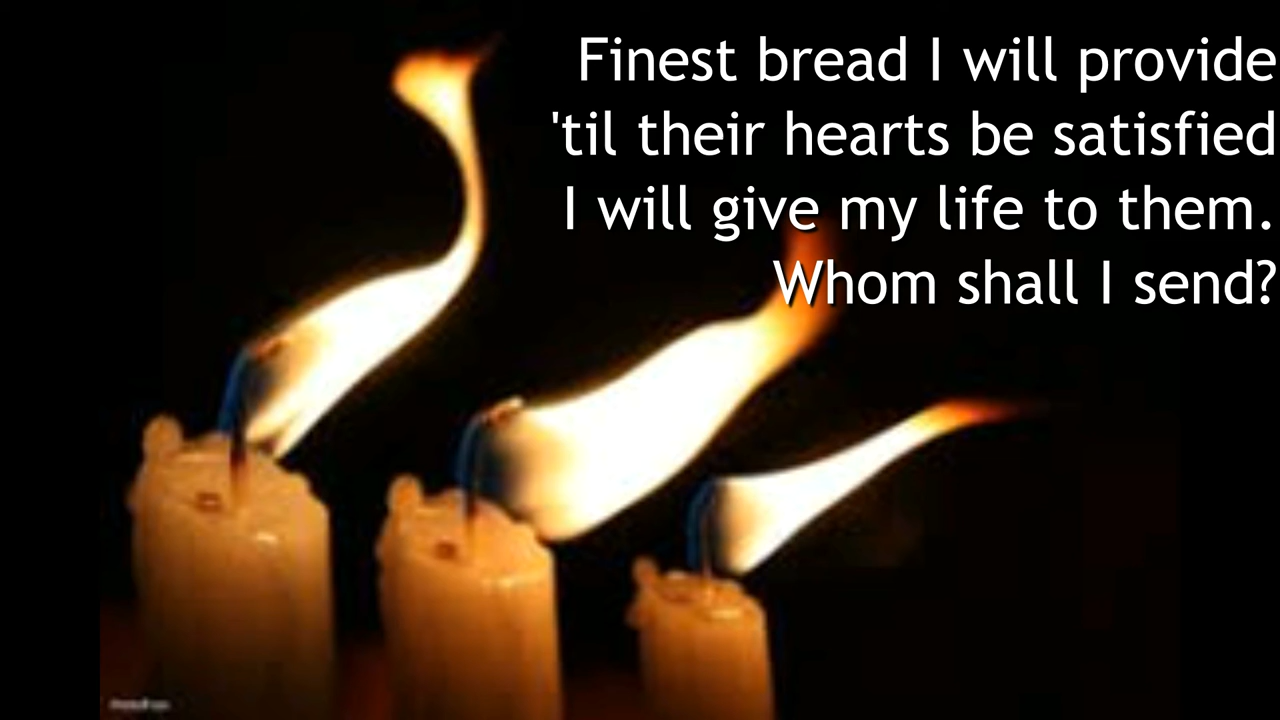 Finest bread I will provide
'til their hearts be satisfied
I will give my life to them.
Whom shall I send?